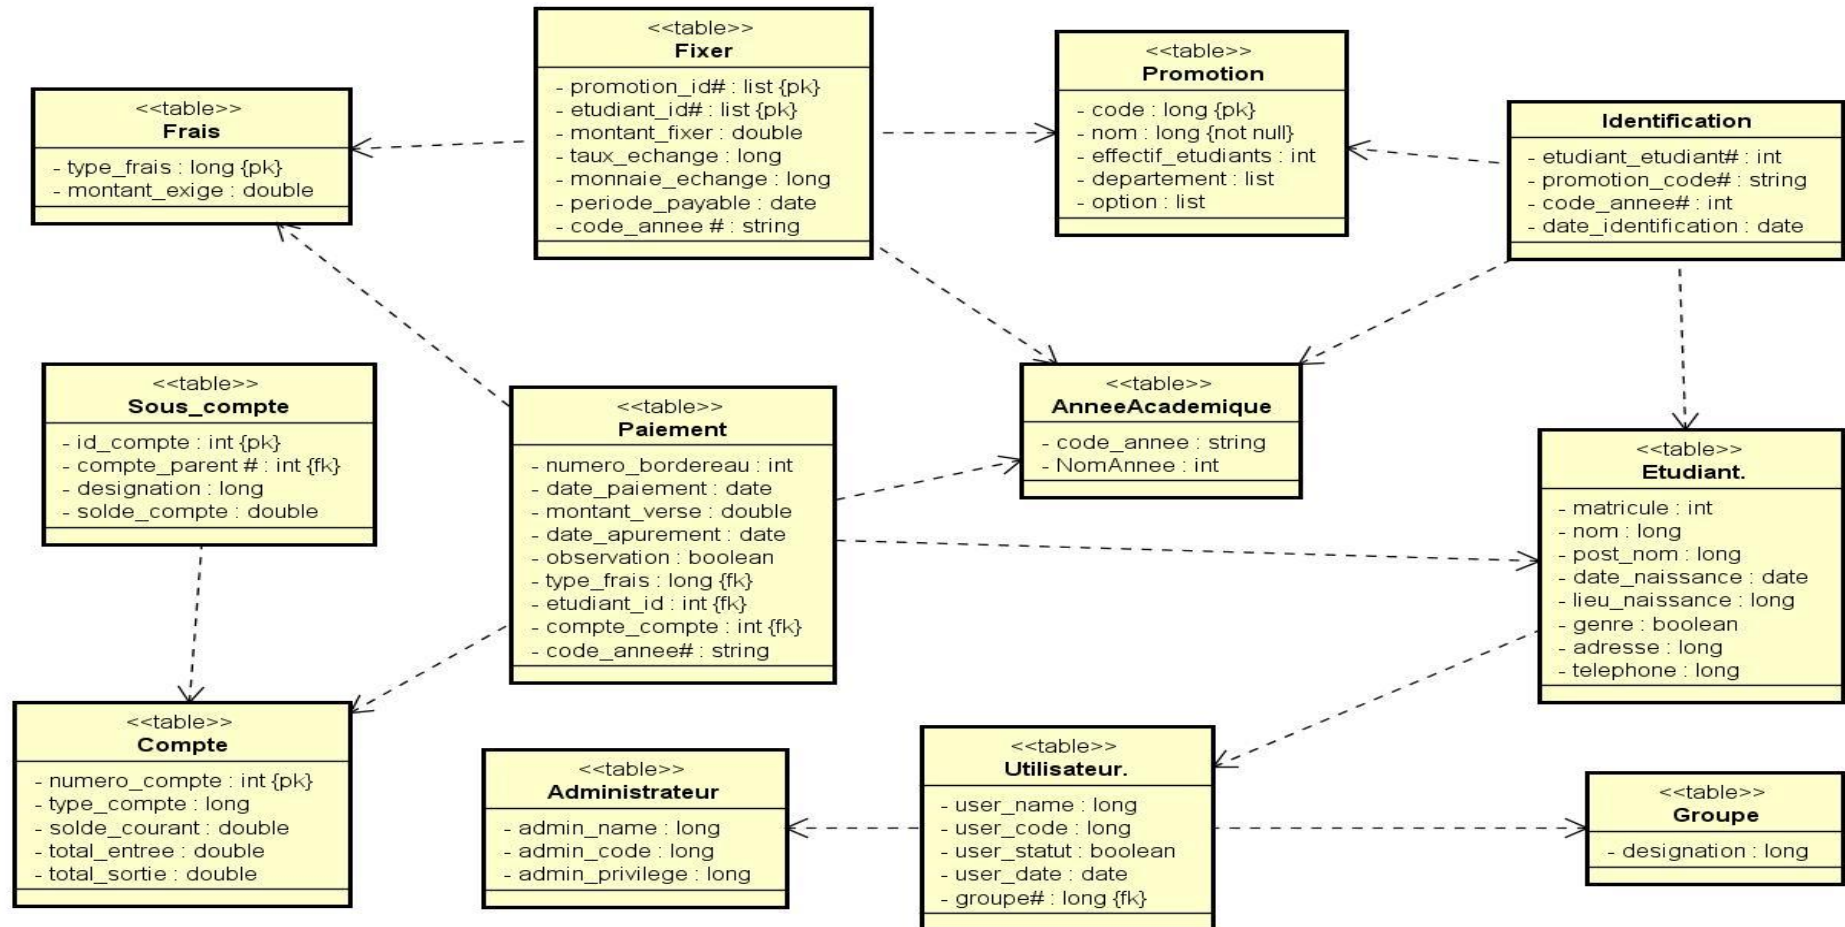 <<table>>
Fixer
- promotion_id# : list {pk}
- etudiant_id# : list {pk}
- montant_fixer : double
- taux_echange : long
- monnaie_echange : long
- periode_payable : date
- code_annee # : string
<<table>>
Promotion
- code : long {pk}
- nom : long {not null}
- effectif_etudiants : int
- departement : list
- option : list
<<table>>
Frais
- type_frais : long {pk}
- montant_exige : double
Identification
- etudiant_etudiant# : int
- promotion_code# : string
- code_annee# : int
- date_identification : date
<<table>>
Sous_compte
- id_compte : int {pk}
- compte_parent # : int {fk}
- designation : long
- solde_compte : double
<<table>>
Paiement
- numero_bordereau : int
- date_paiement : date
- montant_verse : double
- date_apurement : date
- observation : boolean
- type_frais : long {fk}
- etudiant_id : int {fk}
- compte_compte : int {fk}
- code_annee# : string
<<table>>
AnneeAcademique
- code_annee : string
- NomAnnee : int
<<table>>
Etudiant.
- matricule : int
- nom : long
- post_nom : long
- date_naissance : date
- lieu_naissance : long
- genre : boolean
- adresse : long
- telephone : long
<<table>>
Compte
- numero_compte : int {pk}
- type_compte : long
- solde_courant : double
- total_entree : double
- total_sortie : double
<<table>>
Administrateur
- admin_name : long
- admin_code : long
- admin_privilege : long
<<table>>
Utilisateur.
- user_name : long
- user_code : long
- user_statut : boolean
- user_date : date
- groupe# : long {fk}
<<table>>
Groupe
- designation : long